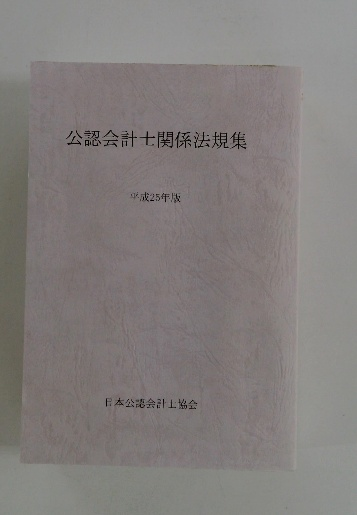 公認会計士関係法規集
平成25年版
日本公認会計士協会